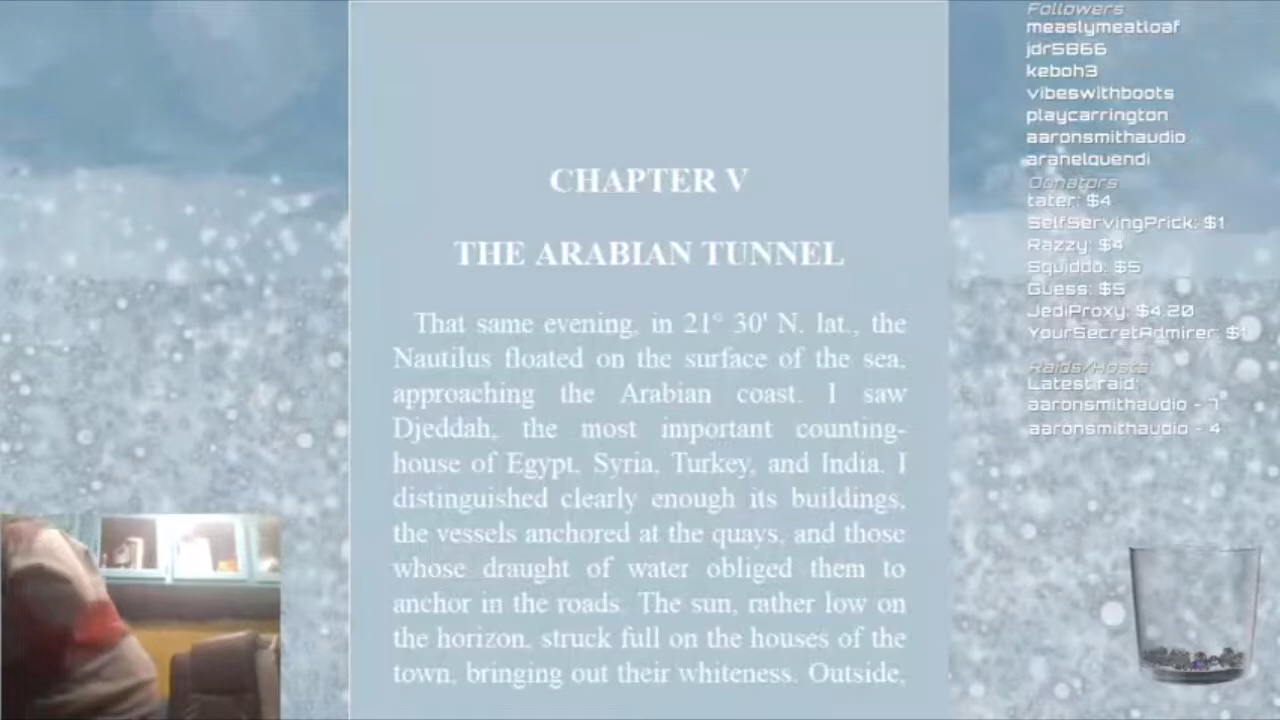 CHAPTER V
THE ARABIAN TUNNEL
That same evening, in 21° 30' N. lat., the
Nautilus floated on the surface of the sea,
approaching the Arabian coast. I saw
Djeddah, the most important counting-
house of Egypt, Syria, Turkey, and India. I
distinguished clearly enough its buildings,
the vessels anchored at the quays, and those
whose draught of water obliged them to
anchor in the roads. The sun, rather low on
the horizon, struck full on the houses of the
town, bringing out their whiteness. Outside,
Followers
measlymeatloaf
jdr5866
keboh3
vibeswithboots
playcarrington
aaronsmithaudio
aranelquendi
Donators
tater: $4
SelfServingPrick: $1
Razzy: $4
Squiddo: $5
Guess: $5
JediProxy: $4.20
YourSecretAdmirer: $1
Raids/Hosts
Latest raid:
aaronsmithaudio - 7
aaronsmithaudio - 4